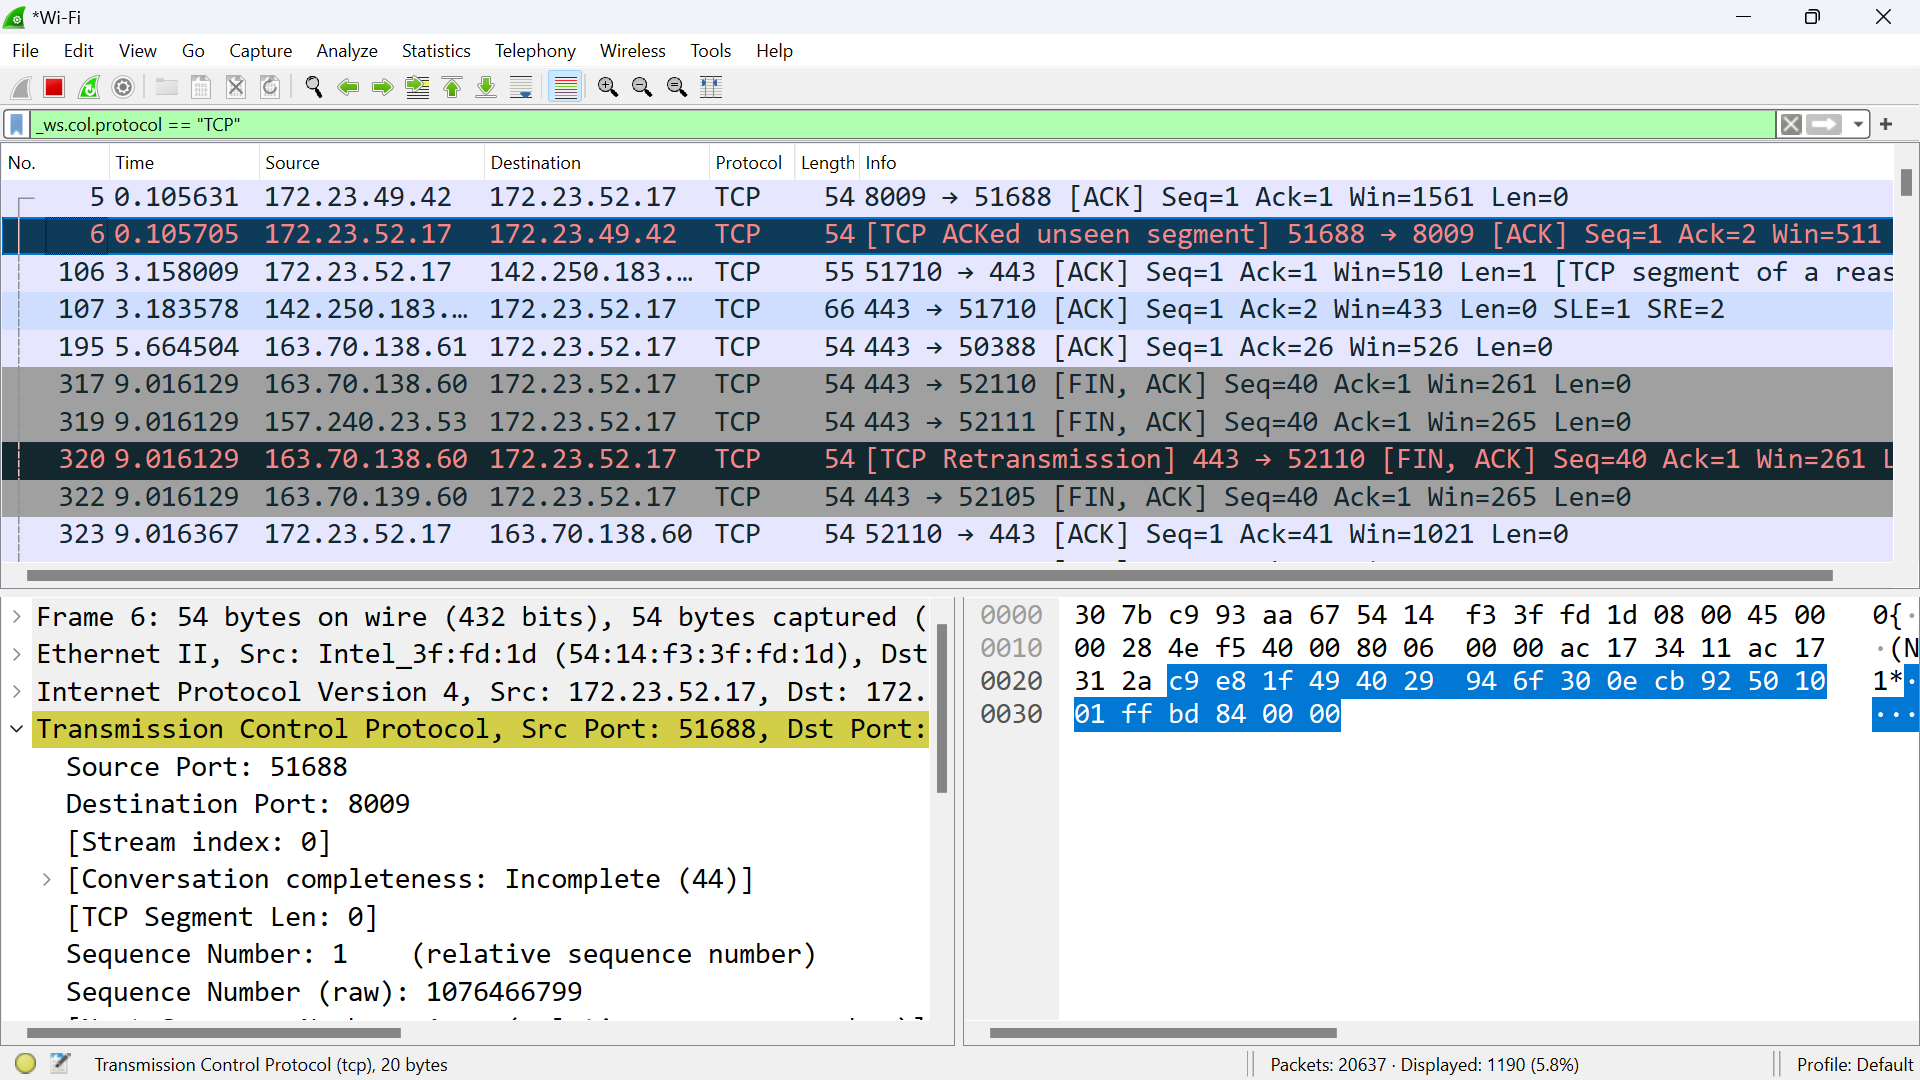 *Wi-Fi
File Edit View Go Capture Analyze Statistics Telephony Wireless Tools Help
_ws.col.protocol == "TCP"
No. Time Source Destination Protocol Length Info
5 0.105631 172.23.49.42 172.23.52.17 TCP 54 8009 → 51688 [ACK] Seq=1 Ack=1 Win=1561 Len=0
6 0.105705 172.23.52.17 172.23.49.42 TCP 54 [TCP ACKed unseen segment] 51688 → 8009 [ACK] Seq=1 Ack=2 Win=511
106 3.158009 172.23.52.17 142.250.183.… TCP 55 51710 → 443 [ACK] Seq=1 Ack=1 Win=510 Len=1 [TCP segment of a reas
107 3.183578 142.250.183.… 172.23.52.17 TCP 66 443 → 51710 [ACK] Seq=1 Ack=2 Win=433 Len=0 SLE=1 SRE=2
195 5.664504 163.70.138.61 172.23.52.17 TCP 54 443 → 50388 [ACK] Seq=1 Ack=26 Win=526 Len=0
317 9.016129 163.70.138.60 172.23.52.17 TCP 54 443 → 52110 [FIN, ACK] Seq=40 Ack=1 Win=261 Len=0
319 9.016129 157.240.23.53 172.23.52.17 TCP 54 443 → 52111 [FIN, ACK] Seq=40 Ack=1 Win=265 Len=0
320 9.016129 163.70.138.60 172.23.52.17 TCP 54 [TCP Retransmission] 443 → 52110 [FIN, ACK] Seq=40 Ack=1 Win=261 L
322 9.016129 163.70.139.60 172.23.52.17 TCP 54 443 → 52105 [FIN, ACK] Seq=40 Ack=1 Win=265 Len=0
323 9.016367 172.23.52.17 163.70.138.60 TCP 54 52110 → 443 [ACK] Seq=1 Ack=41 Win=1021 Len=0
Frame 6: 54 bytes on wire (432 bits), 54 bytes captured (
Ethernet II, Src: Intel_3f:fd:1d (54:14:f3:3f:fd:1d), Dst
Internet Protocol Version 4, Src: 172.23.52.17, Dst: 172.
Transmission Control Protocol, Src Port: 51688, Dst Port:
Source Port: 51688
Destination Port: 8009
[Stream index: 0]
[Conversation completeness: Incomplete (44)]
[TCP Segment Len: 0]
Sequence Number: 1    (relative sequence number)
Sequence Number (raw): 1076466799
0000 30 7b c9 93 aa 67 54 14 f3 3f fd 1d 08 00 45 00 0{·
0010 00 28 4e f5 40 00 80 06 00 00 ac 17 34 11 ac 17 ·(N
0020 31 2a c9 e8 1f 49 40 29 94 6f 30 0e cb 92 50 10 1*·
0030 01 ff bd 84 00 00 ···
Transmission Control Protocol (tcp), 20 bytes
Packets: 20637 · Displayed: 1190 (5.8%)
Profile: Default